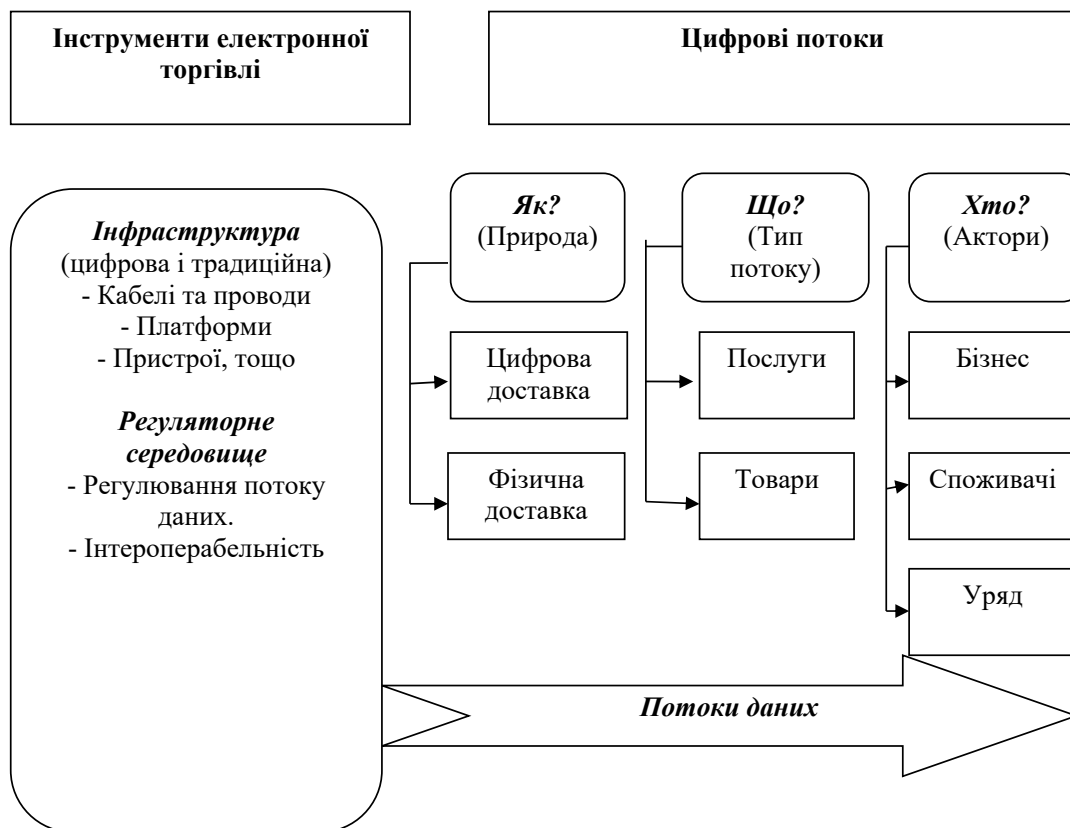 Інструменти електронної
торгівлі
Цифрові потоки
Інфраструктура
(цифрова і традиційна)
- Кабелі та проводи
- Платформи
- Пристрої, тощо
Регуляторне
середовище
- Регулювання потоку
даних.
- Інтероперабельність
Як?
(Природа)
Цифрова
доставка
Фізична
доставка
Що?
(Тип
потоку)
Послуги
Товари
Хто?
(Актори)
Бізнес
Споживачі
Уряд
Потоки даних